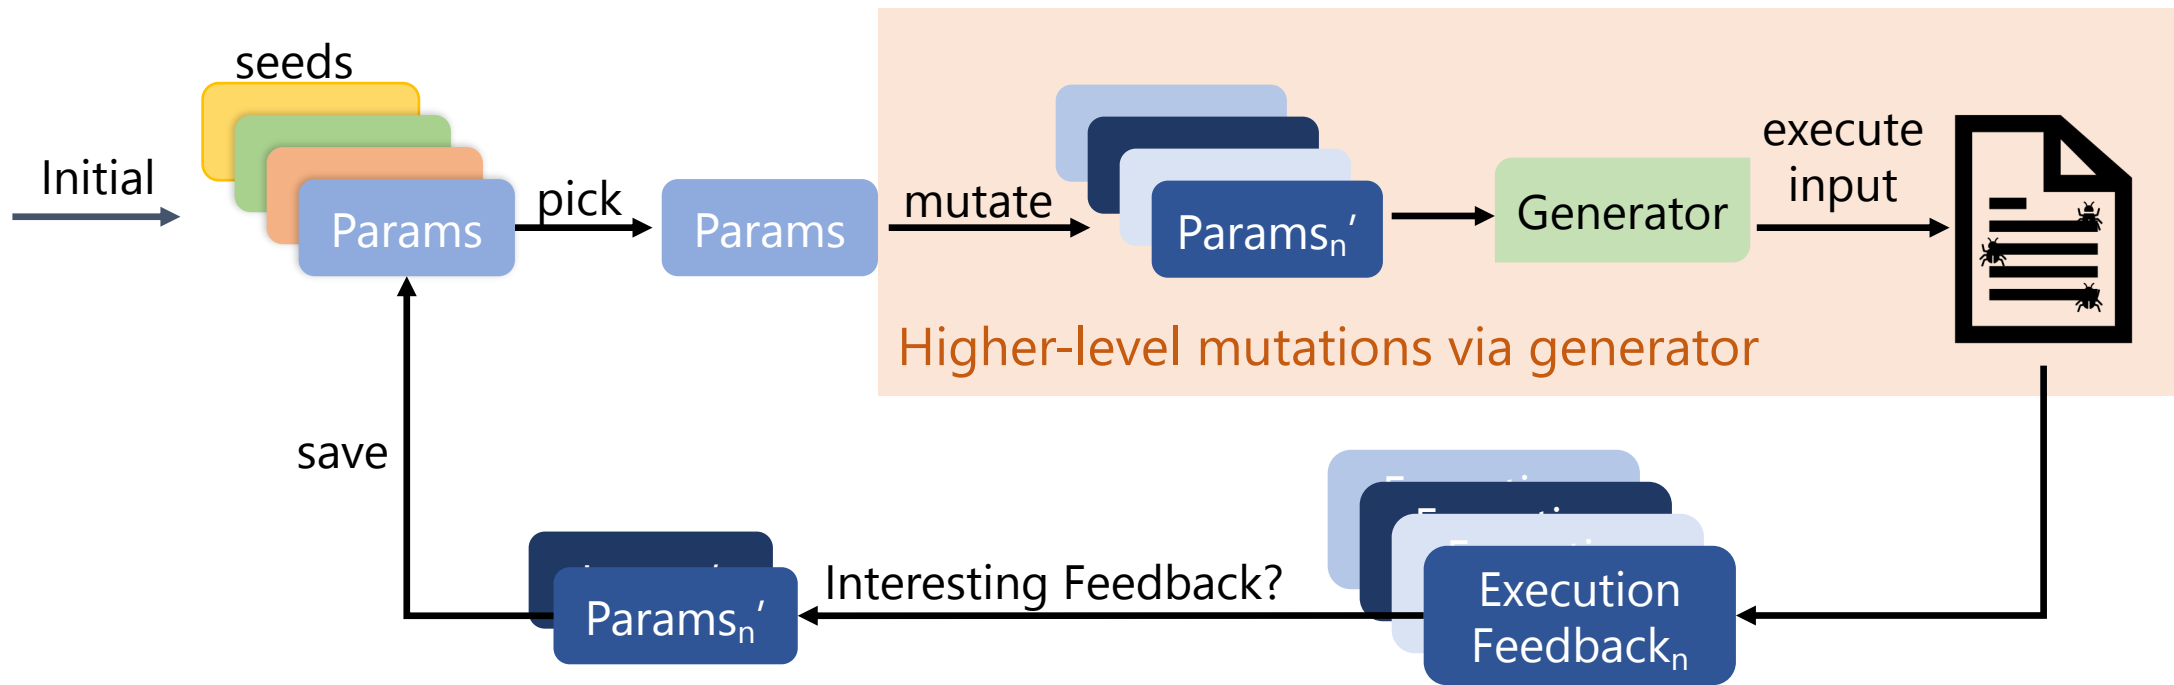 seeds
Initial
Params
pick
Params
mutate
Paramsₙ′
Generator
execute
input
Higher-level mutations via generator
save
Paramsₙ′
Interesting Feedback?
Execution
Feedbackₙ